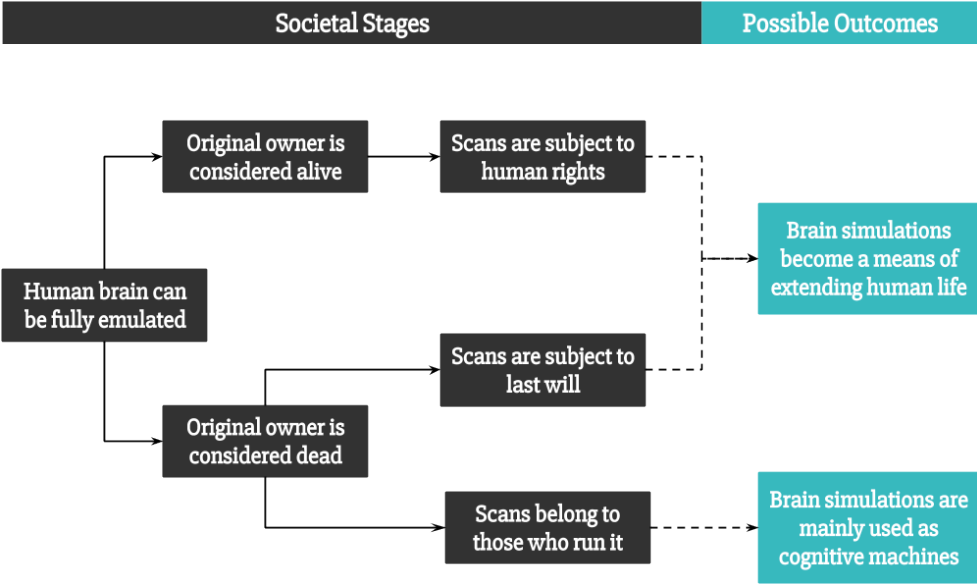 Societal Stages
Possible Outcomes
Original owner is
considered alive
Scans are subject to
human rights
Brain simulations
become a means of
extending human life
Human brain can
be fully emulated
Scans are subject to
last will
Original owner is
considered dead
Scans belong to
those who run it
Brain simulations are
mainly used as
cognitive machines